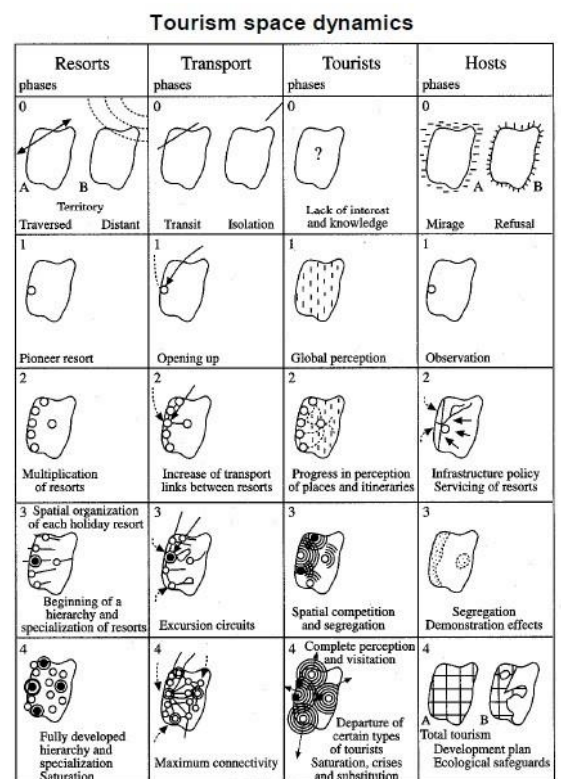 Tourism space dynamics
Resorts
phases
Transport
phases
Tourists
phases
Hosts
phases
0
A
B
Territory
Traversed Distant
0
Transit Isolation
0
?
Lack of interest
and knowledge
0
A
B
Mirage Refusal
1
Pioneer resort
1
Opening up
1
Global perception
1
Observation
2
Multiplication
of resorts
2
Increase of transport
links between resorts
2
Progress in perception
of places and itineraries
2
Infrastructure policy
Servicing of resorts
3 Spatial organization
of each holiday resort
Beginning of a
hierarchy and
specialization of resorts
3
Excursion circuits
3
Spatial competition
and segregation
3
Segregation
Demonstration effects
4
Fully developed
hierarchy and
specialization
Saturation
4
Maximum connectivity
Complete perception
4 and visitation
Departure of
certain types
of tourists
Saturation, crises
and substitution
4
A
B
Total tourism
Development plan
Ecological safeguards